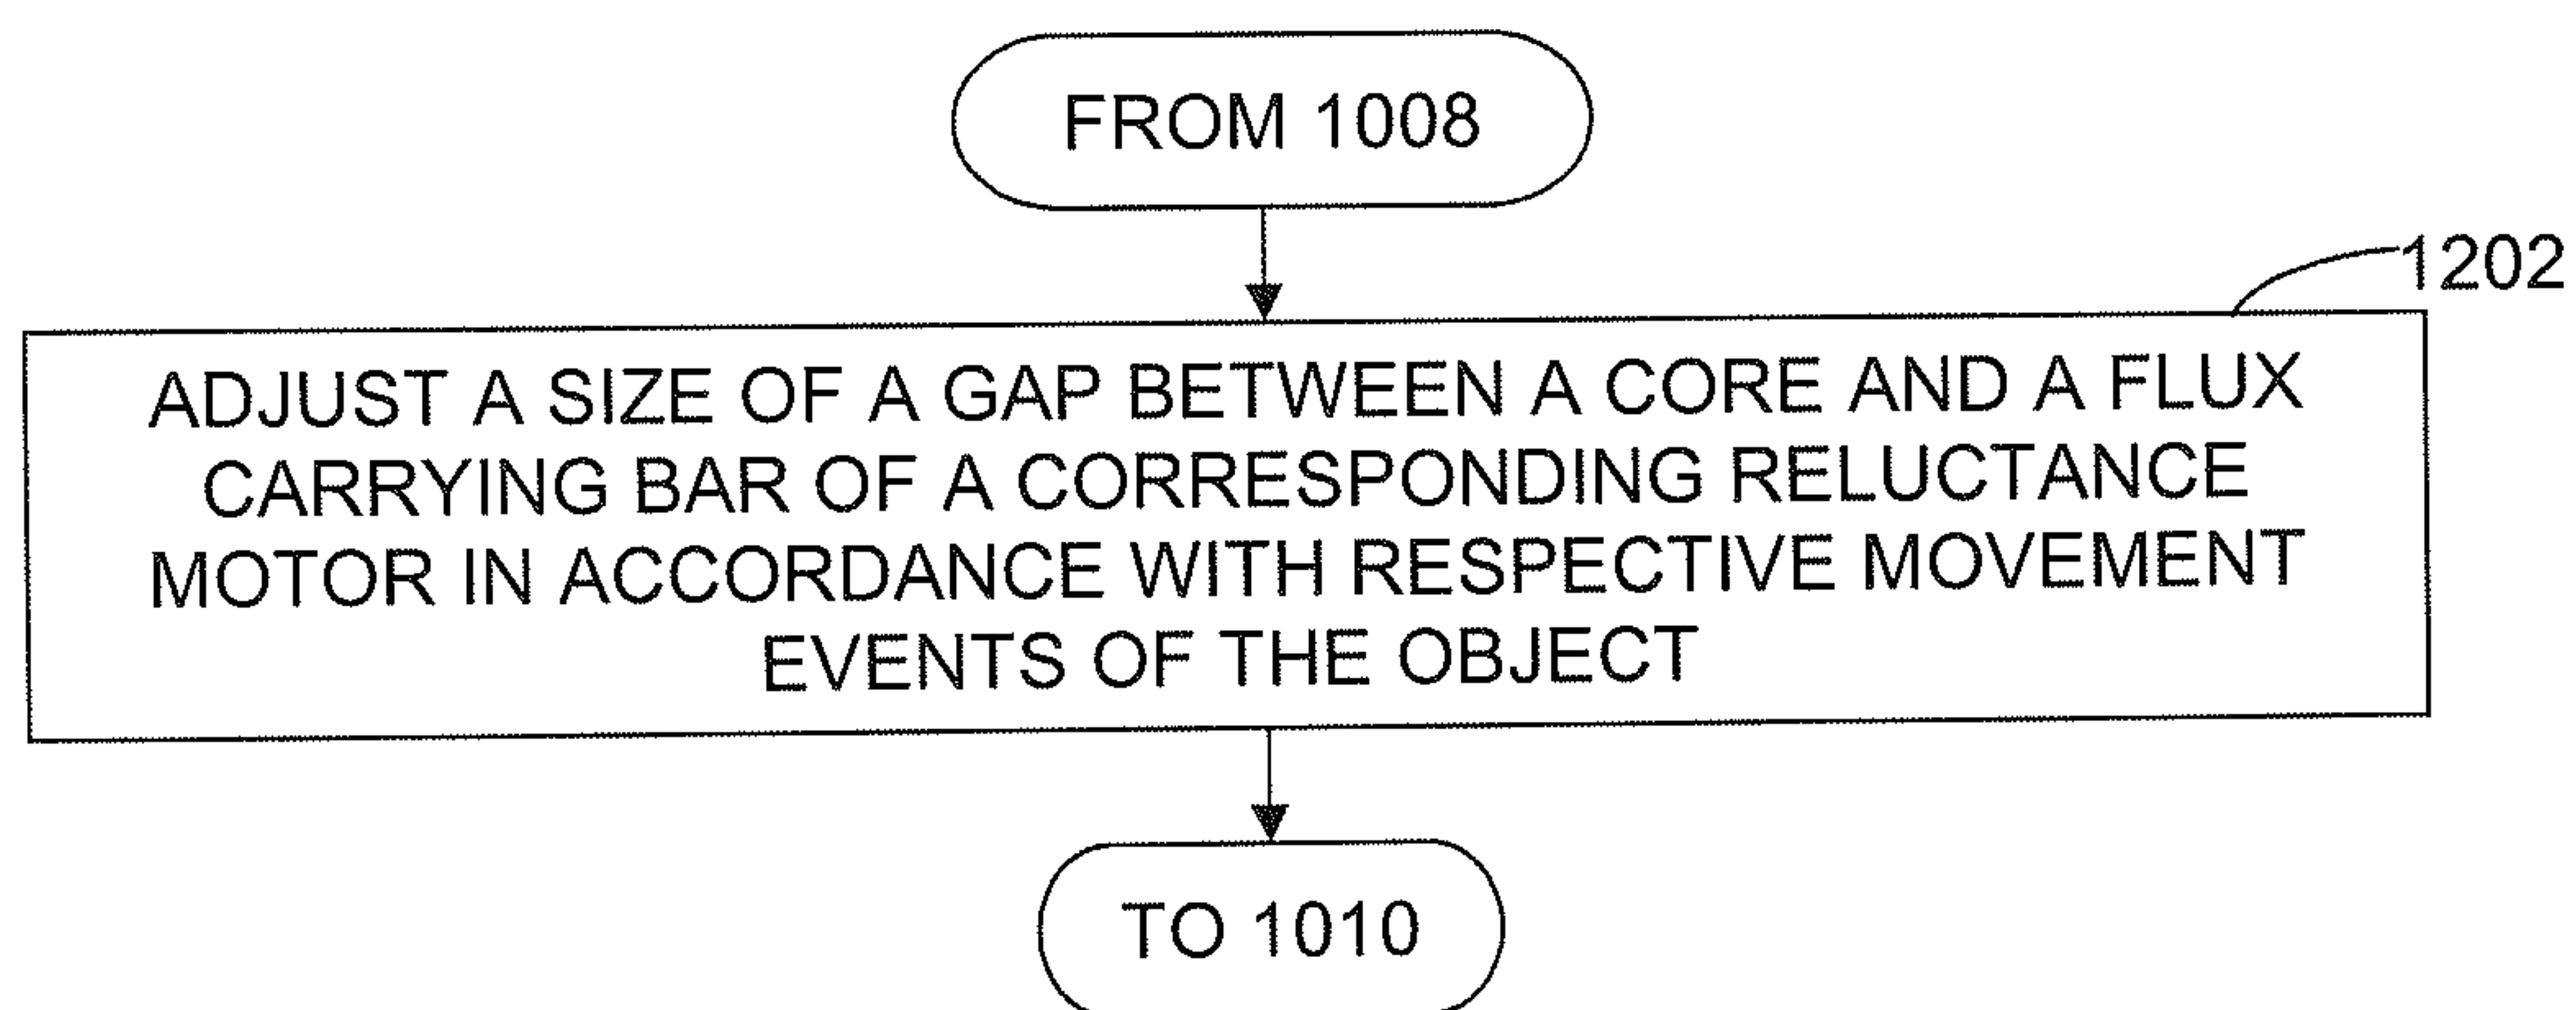 FROM 1008
1202
ADJUST A SIZE OF A GAP BETWEEN A CORE AND A FLUX
CARRYING BAR OF A CORRESPONDING RELUCTANCE
MOTOR IN ACCORDANCE WITH RESPECTIVE MOVEMENT
EVENTS OF THE OBJECT
TO 1010